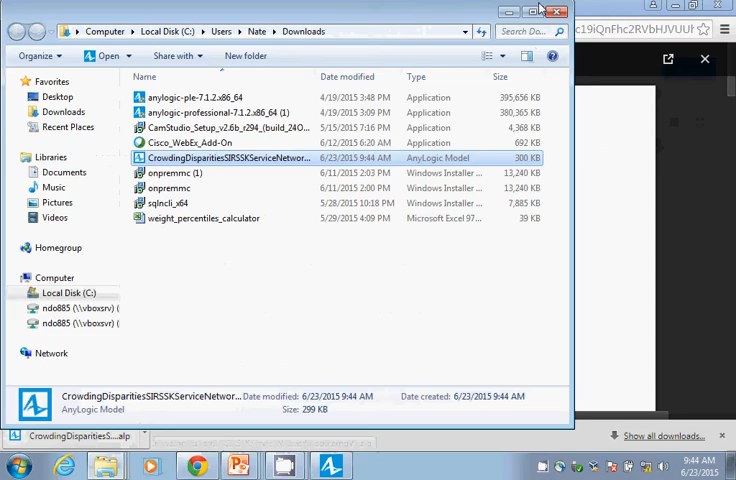 Computer ▸ Local Disk (C:) ▸ Users ▸ Nate ▸ Downloads
Search Do...
c19iQnFhc2RVbHJVUUh
Organize
Open
Share with
New folder
Name
Date modified
Type
Size
Favorites
Desktop
Downloads
Recent Places
Libraries
Documents
Music
Pictures
Videos
Homegroup
Computer
Local Disk (C:)
ndo885 (\\vboxsrv) (
ndo885 (\\vboxsvr) (
Network
anylogic-ple-7.1.2.x86_64 4/19/2015 3:48 PM Application 395,656 KB
anylogic-professional-7.1.2.x86_64 (1) 4/19/2015 3:09 PM Application 380,365 KB
CamStudio_Setup_v2.6b_r294_(build_24O... 5/15/2015 7:16 PM Application 4,368 KB
Cisco_WebEx_Add-On 6/12/2015 6:20 AM Application 692 KB
CrowdingDisparitiesSIRSSKServiceNetwor... 6/23/2015 9:44 AM AnyLogic Model 300 KB
onpremmc (1) 6/11/2015 2:03 PM Windows Installer ... 13,240 KB
onpremmc 6/11/2015 2:03 PM Windows Installer ... 13,240 KB
sqlncli_x64 5/28/2015 10:18 PM Windows Installer ... 7,885 KB
weight_percentiles_calculator 5/29/2015 4:09 PM Microsoft Excel 97... 39 KB
CrowdingDisparitiesSIRSSKServiceNetwor... Date modified: 6/23/2015 9:44 AM Date created: 6/23/2015 9:44 AM
AnyLogic Model Size: 299 KB
CrowdingDisparitiesS....alp
Show all downloads...
9:44 AM
6/23/2015